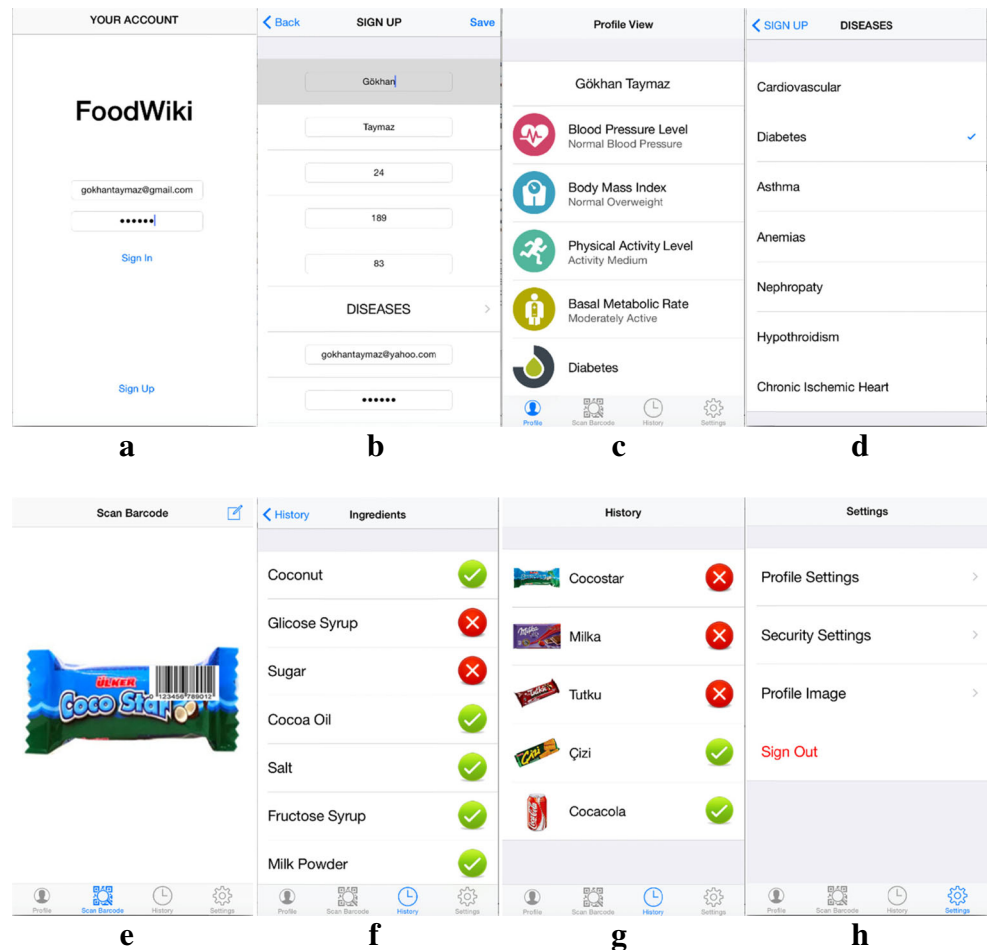 YOUR ACCOUNT
FoodWiki
gokhantaymaz@gmail.com
••••••
Sign In
Sign Up
a
Back SIGN UP Save
Gökhan
Taymaz
24
189
83
DISEASES
gokhantaymaz@yahoo.com
••••••
b
Profile View
Gökhan Taymaz
Blood Pressure Level
Normal Blood Pressure
Body Mass Index
Normal Overweight
Physical Activity Level
Activity Medium
Basal Metabolic Rate
Moderately Active
Diabetes
Profile Scan Barcode History Settings
c
SIGN UP DISEASES
Cardiovascular
Diabetes
Asthma
Anemias
Nephropaty
Hypothroidism
Chronic Ischemic Heart
d
Scan Barcode
ÜLKER
Coco Star
0 123456 789012
Profile Scan Barcode History Settings
e
History Ingredients
Coconut
Glicose Syrup
Sugar
Cocoa Oil
Salt
Fructose Syrup
Milk Powder
Profile Scan Barcode History Settings
f
History
Cocostar
Milka
Milka
Tutku
Tutku
Çizi
Çizi
Cocacola
Profile Scan Barcode History Settings
g
Settings
Profile Settings
Security Settings
Profile Image
Sign Out
Profile Scan Barcode History Settings
h